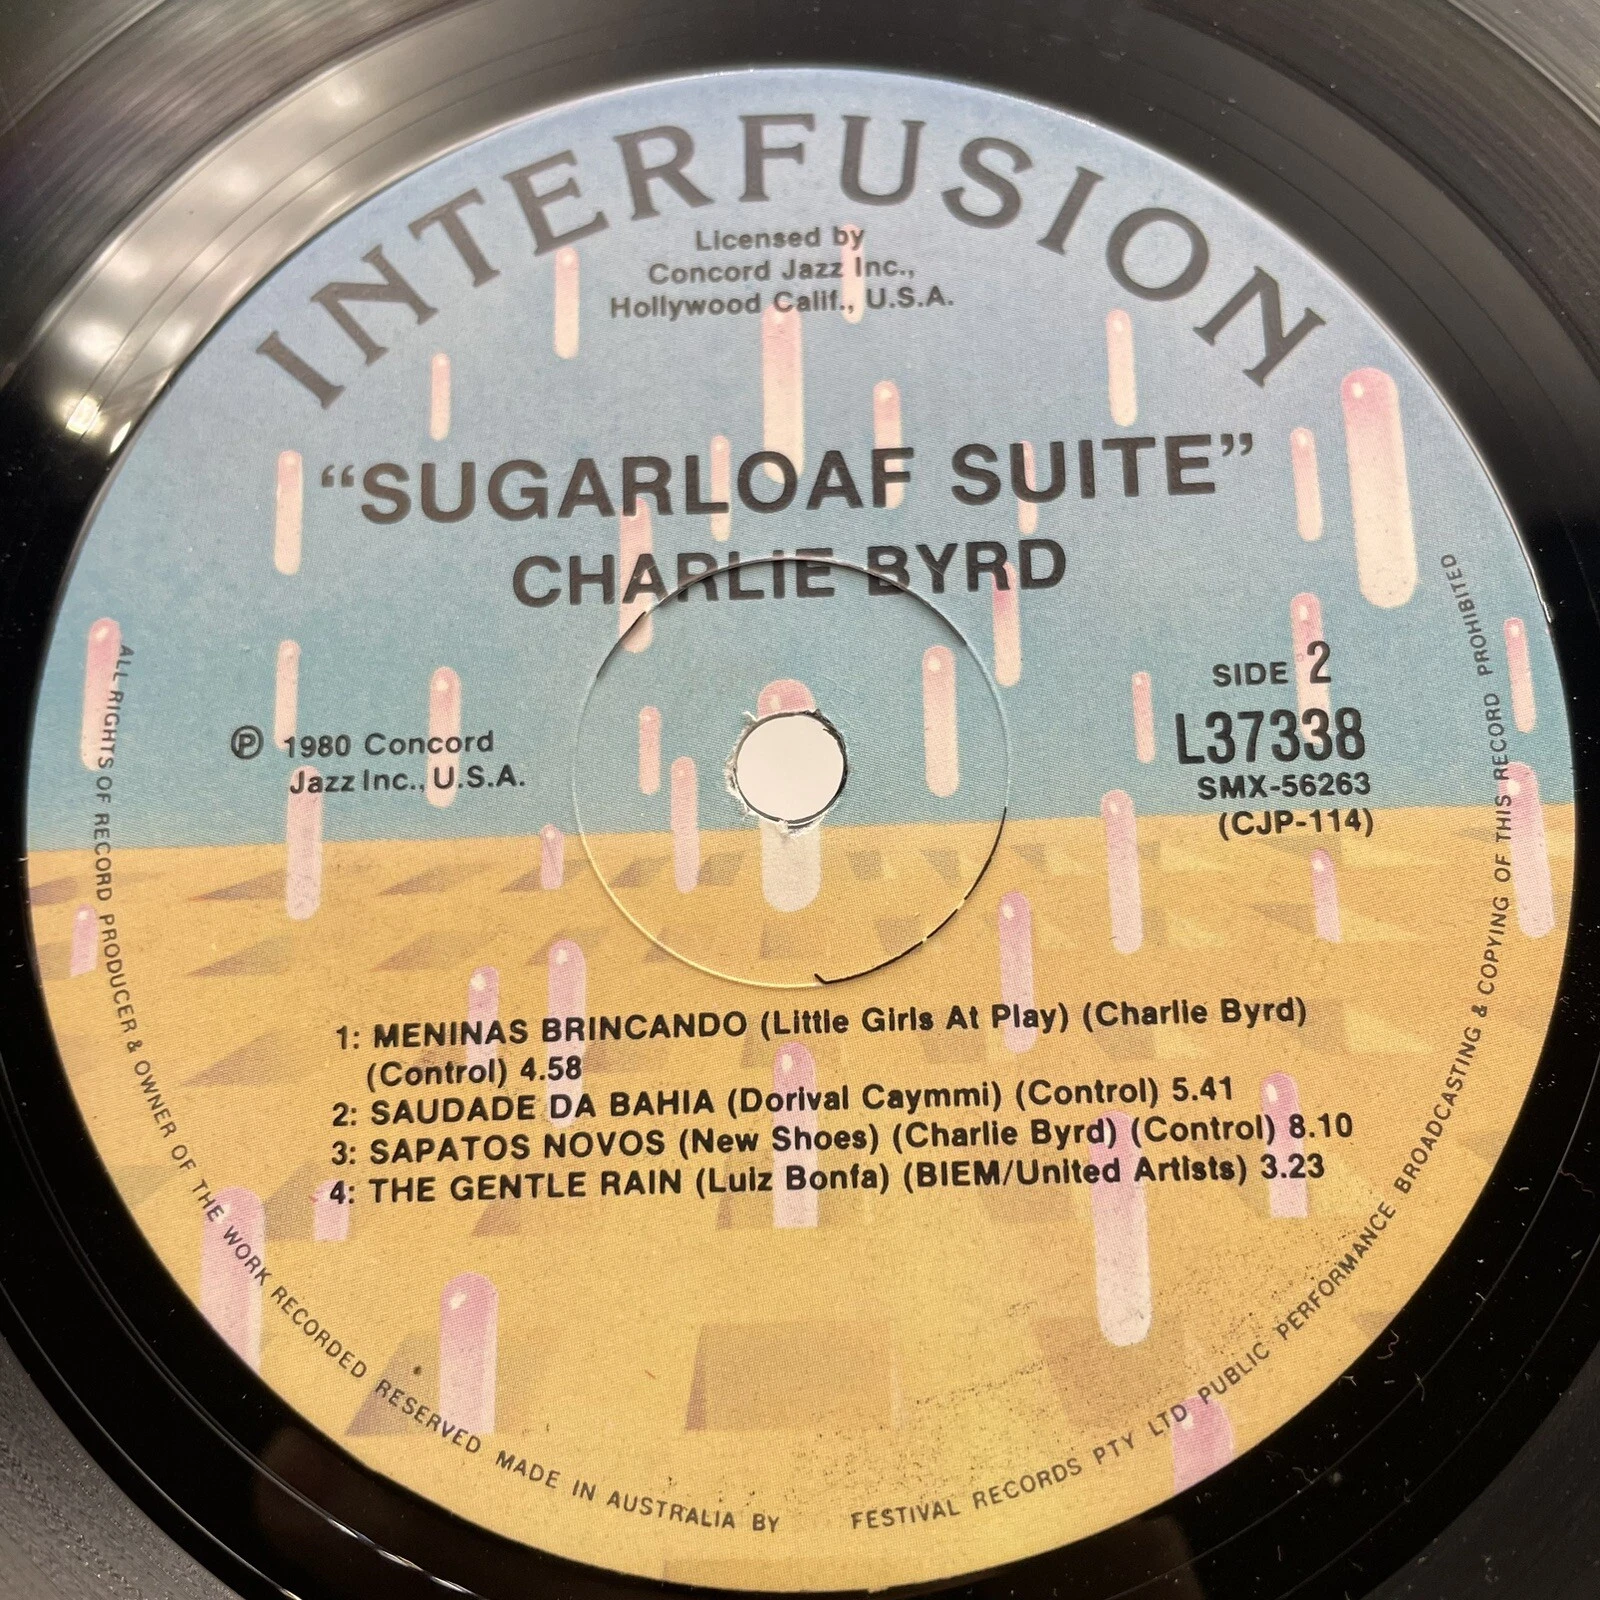 INTERFUSION
Licensed by
Concord Jazz Inc.,
Hollywood Calif., U.S.A.
“SUGARLOAF SUITE”
CHARLIE BYRD
SIDE 2
L37338
SMX-56263
(CJP-114)
Ⓟ 1980 Concord
Jazz Inc., U.S.A.
1: MENINAS BRINCANDO (Little Girls At Play) (Charlie Byrd)
(Control) 4.58
2: SAUDADE DA BAHIA (Dorival Caymmi) (Control) 5.41
3: SAPATOS NOVOS (New Shoes) (Charlie Byrd) (Control) 8.10
4: THE GENTLE RAIN (Luiz Bonfa) (BIEM/United Artists) 3.23
ALL RIGHTS OF RECORD PRODUCER & OWNER OF THE WORK RECORDED RESERVED MADE IN AUSTRALIA BY FESTIVAL RECORDS PTY LTD PUBLIC PERFORMANCE BROADCASTING & COPYING OF THIS RECORD PROHIBITED